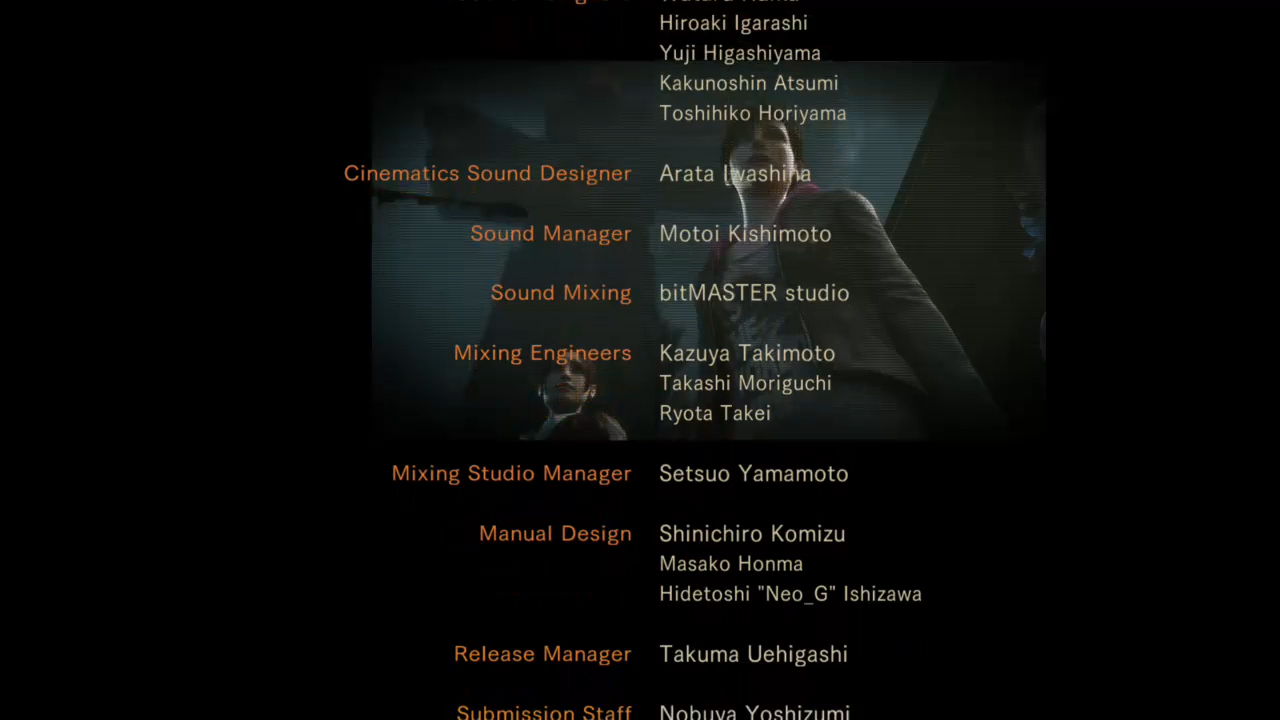 Hiroaki Igarashi
Yuji Higashiyama
Kakunoshin Atsumi
Toshihiko Horiyama
Cinematics Sound Designer Arata Iwashina
Sound Manager Motoi Kishimoto
Sound Mixing bitMASTER studio
Mixing Engineers Kazuya Takimoto
Takashi Moriguchi
Ryota Takei
Mixing Studio Manager Setsuo Yamamoto
Manual Design Shinichiro Komizu
Masako Honma
Hidetoshi "Neo_G" Ishizawa
Release Manager Takuma Uehigashi
Submission Staff Nobuya Yoshizumi